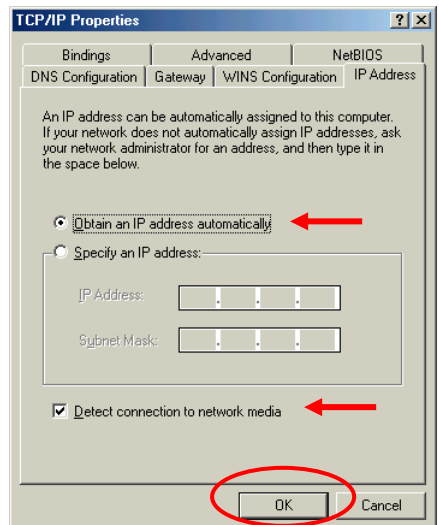 TCP/IP Properties
Bindings
Advanced
NetBIOS
DNS Configuration
Gateway
WINS Configuration
IP Address
An IP address can be automatically assigned to this computer.
If your network does not automatically assign IP addresses, ask
your network administrator for an address, and then type it in
the space below.
Obtain an IP address automatically
Specify an IP address:
IP Address:
. . .
Subnet Mask:
. . .
Detect connection to network media
OK
Cancel